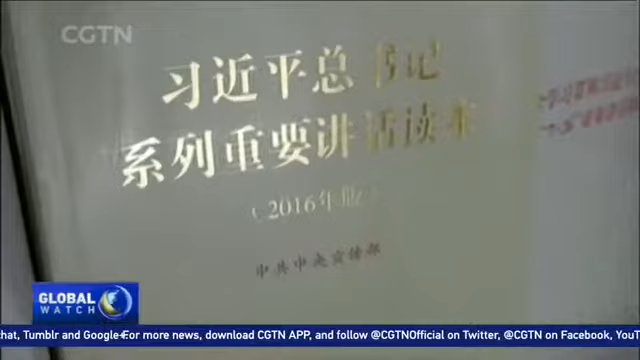 CGTN
习近平总书记
系列重要讲话读本
(2016年版)
中共中央宣传部
GLOBAL
WATCH
chat, Tumblr and Google+For more news, download CGTN APP, and follow @CGTNOfficial on Twitter, @CGTN on Facebook, YouT